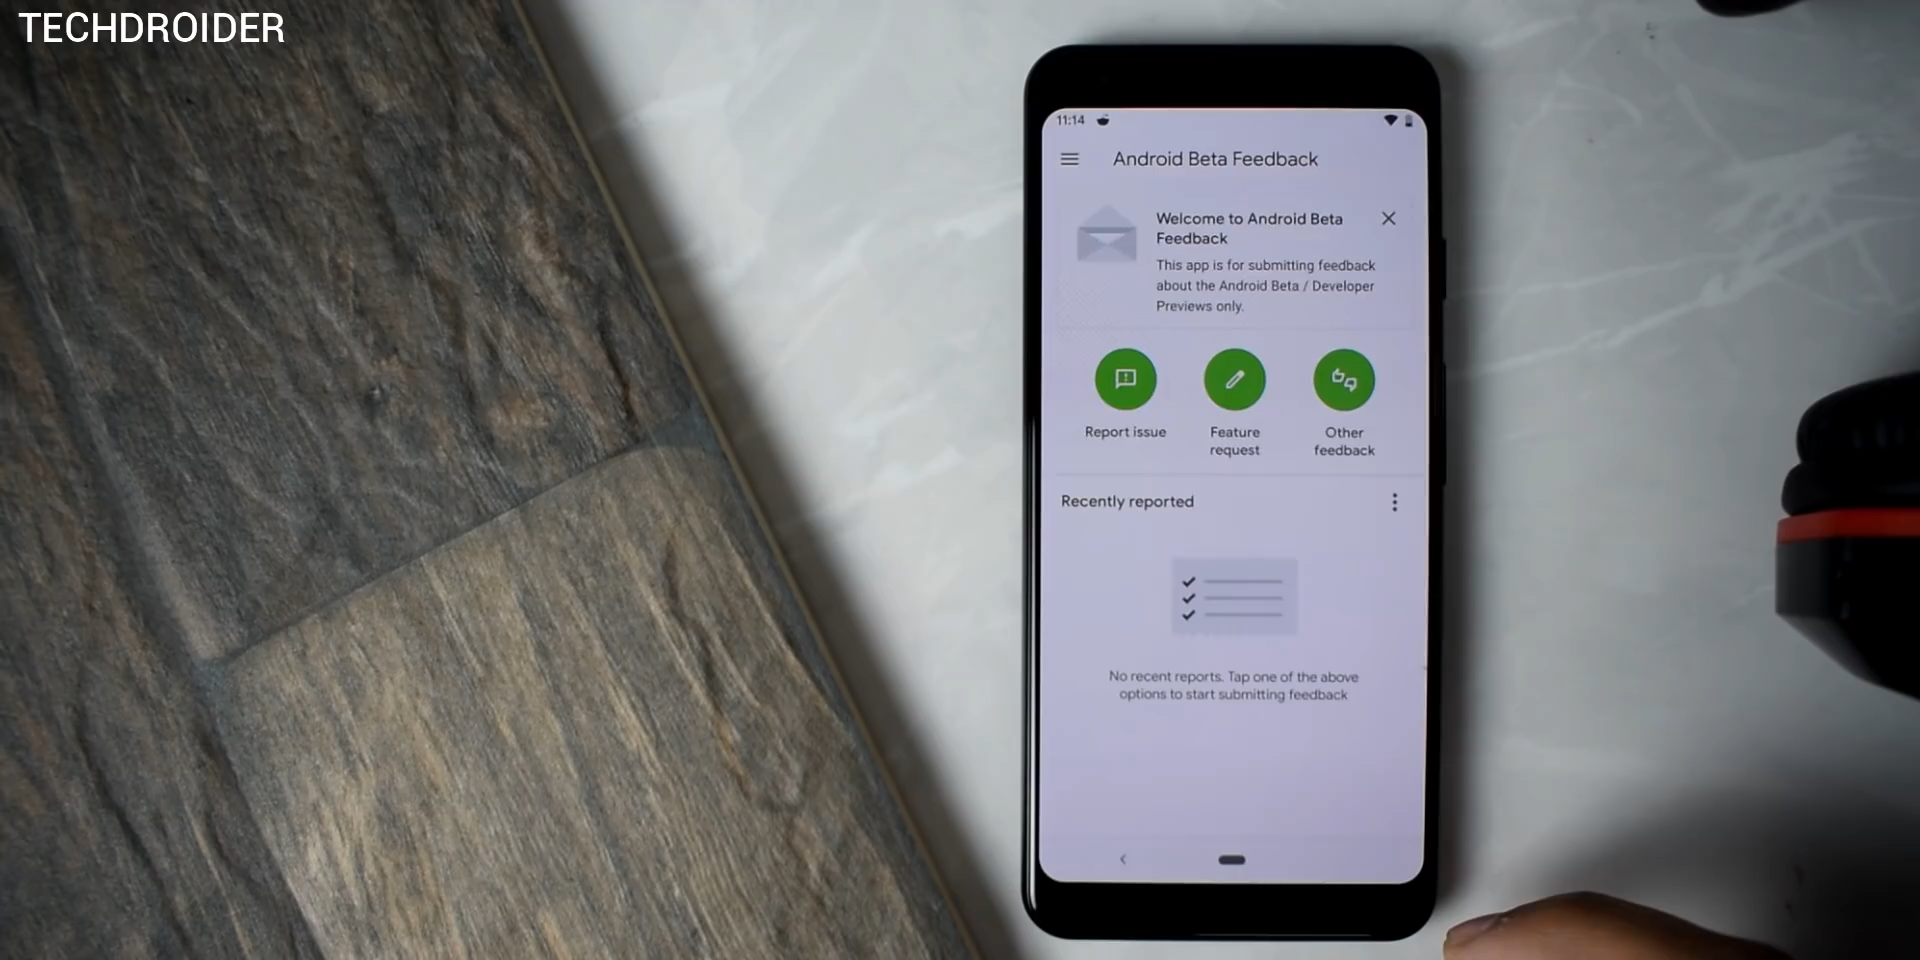 TECHDROIDER
11:14
Android Beta Feedback
Welcome to Android Beta
Feedback
This app is for submitting feedback
about the Android Beta / Developer
Previews only.
Report issue
Feature
request
Other
feedback
Recently reported
No recent reports. Tap one of the above
options to start submitting feedback